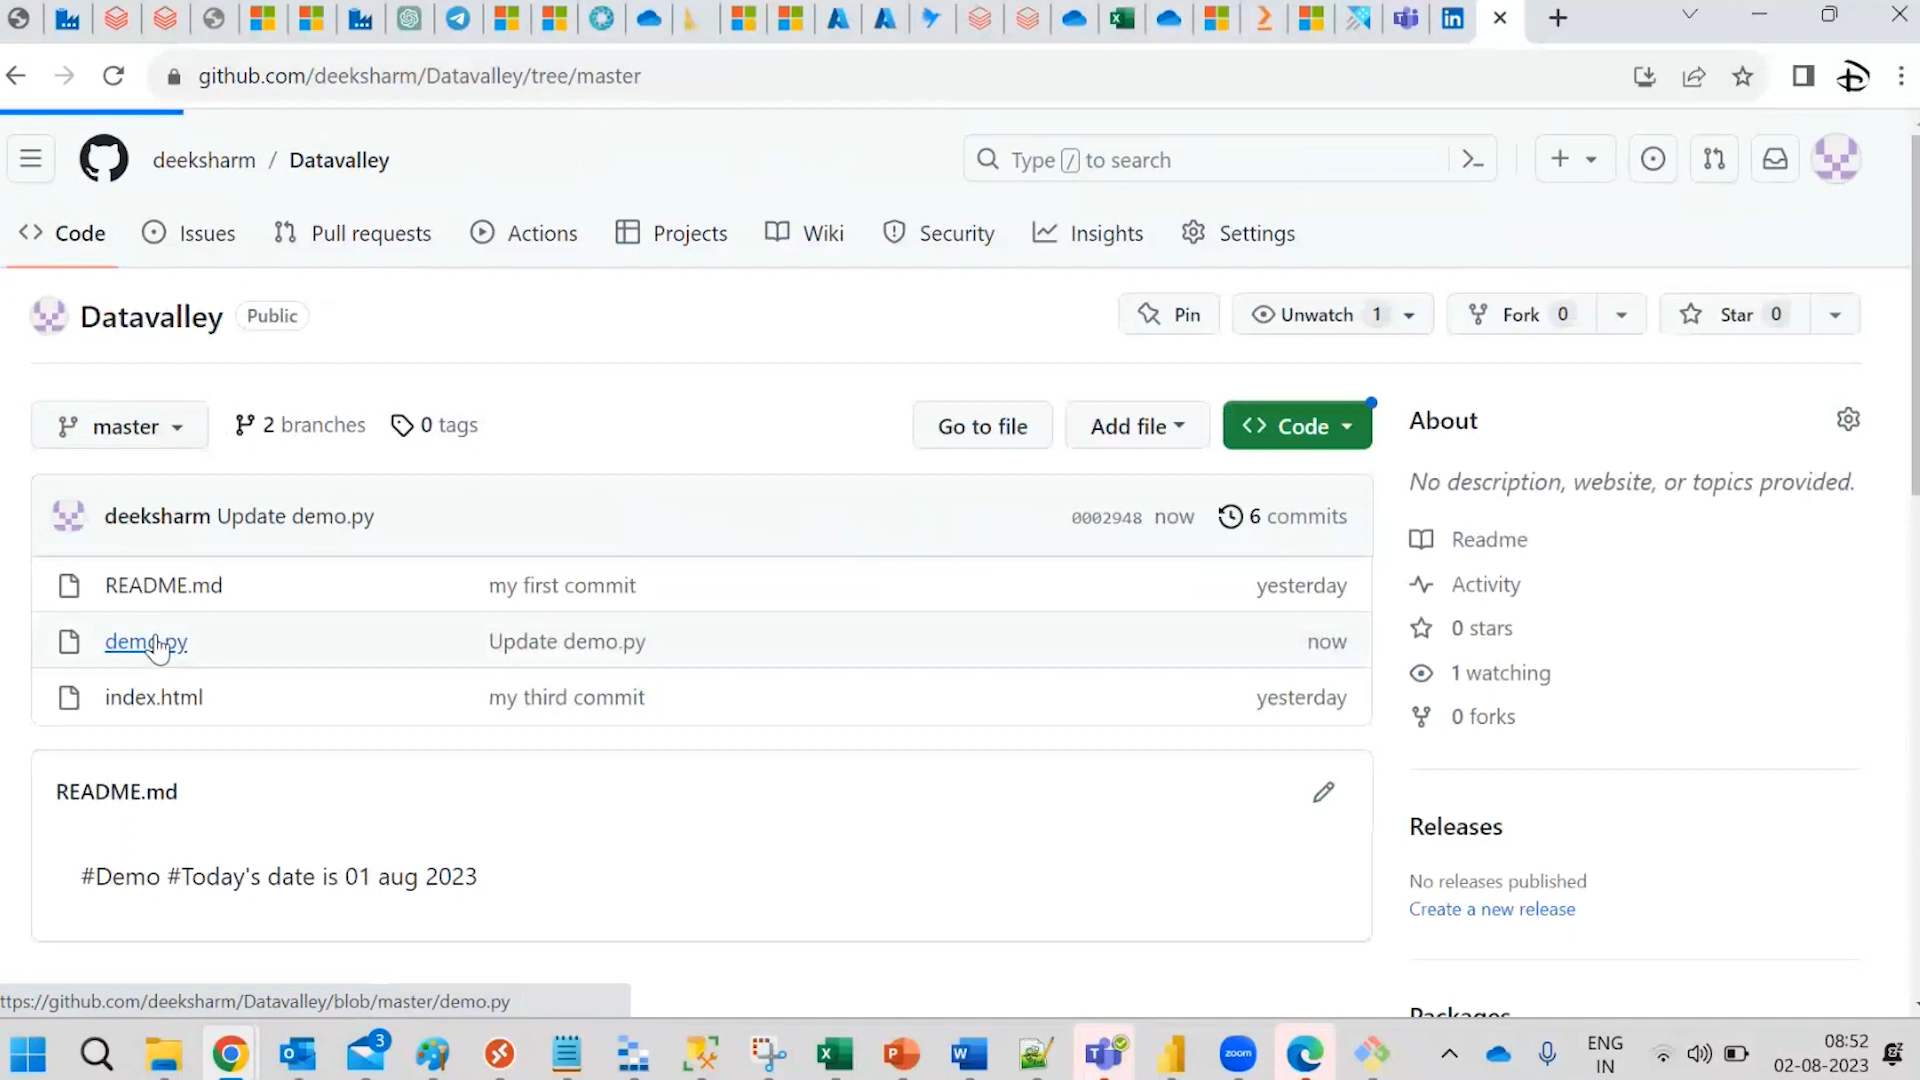 github.com/deeksharm/Datavalley/tree/master
deeksharm / Datavalley
Type / to search
Code
Issues
Pull requests
Actions
Projects
Wiki
Security
Insights
Settings
Datavalley
Public
Pin
Unwatch 1
Fork 0
Star 0
master
2 branches
0 tags
Go to file
Add file
Code
About
No description, website, or topics provided.
deeksharm Update demo.py
0002948 now
6 commits
README.md my first commit yesterday
demo.py Update demo.py now
index.html my third commit yesterday
Readme
Activity
0 stars
1 watching
0 forks
README.md
#Demo #Today's date is 01 aug 2023
Releases
No releases published
Create a new release
Packages
ttps://github.com/deeksharm/Datavalley/blob/master/demo.py
3
zoom
ENG
IN
08:52
02-08-2023